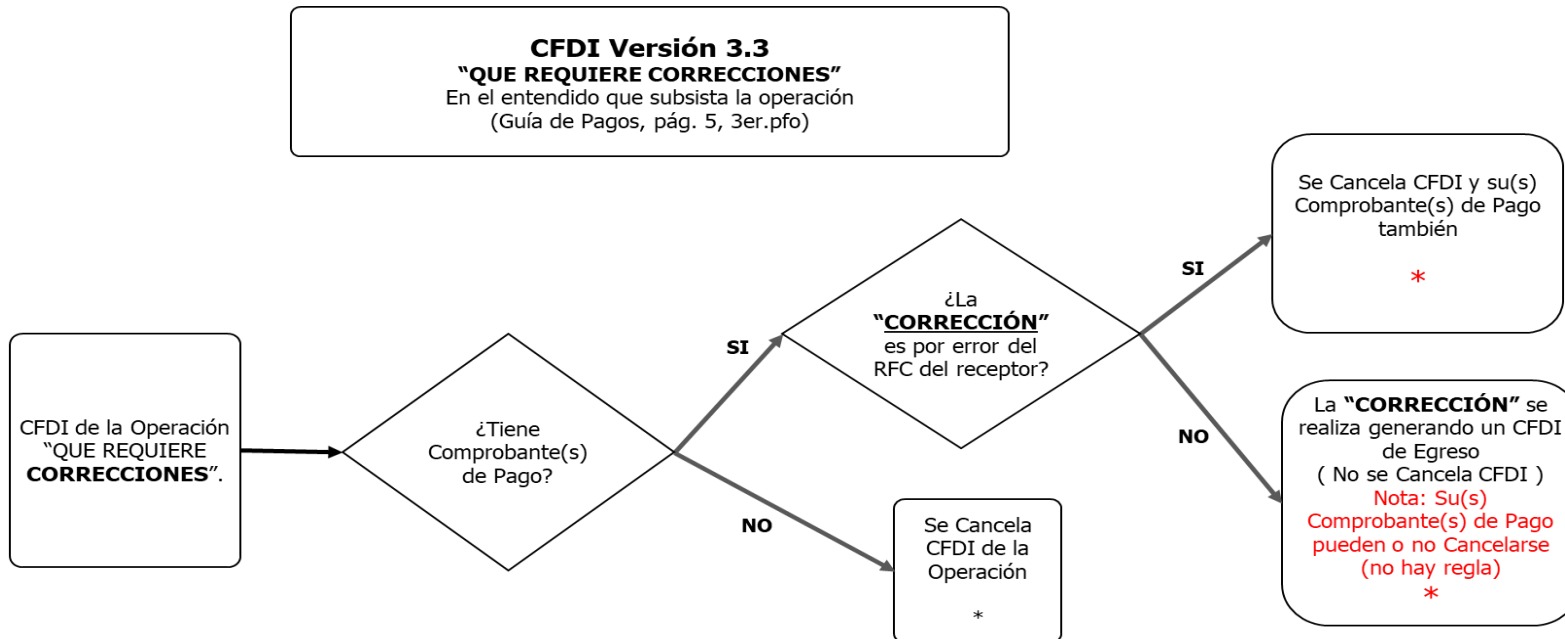 CFDI Versión 3.3
“QUE REQUIERE CORRECCIONES”
En el entendido que subsista la operación
(Guía de Pagos, pág. 5, 3er.pfo)
CFDI de la Operación
“QUE REQUIERE
CORRECCIONES”.
¿Tiene
Comprobante(s)
de Pago?
SI
NO
¿La
“CORRECCIÓN”
es por error del
RFC del receptor?
Se Cancela
CFDI de la
Operación
*
SI
NO
Se Cancela CFDI y su(s)
Comprobante(s) de Pago
también
*
La “CORRECCIÓN” se
realiza generando un CFDI
de Egreso
( No se Cancela CFDI )
Nota: Su(s)
Comprobante(s) de Pago
pueden o no Cancelarse
(no hay regla)
*